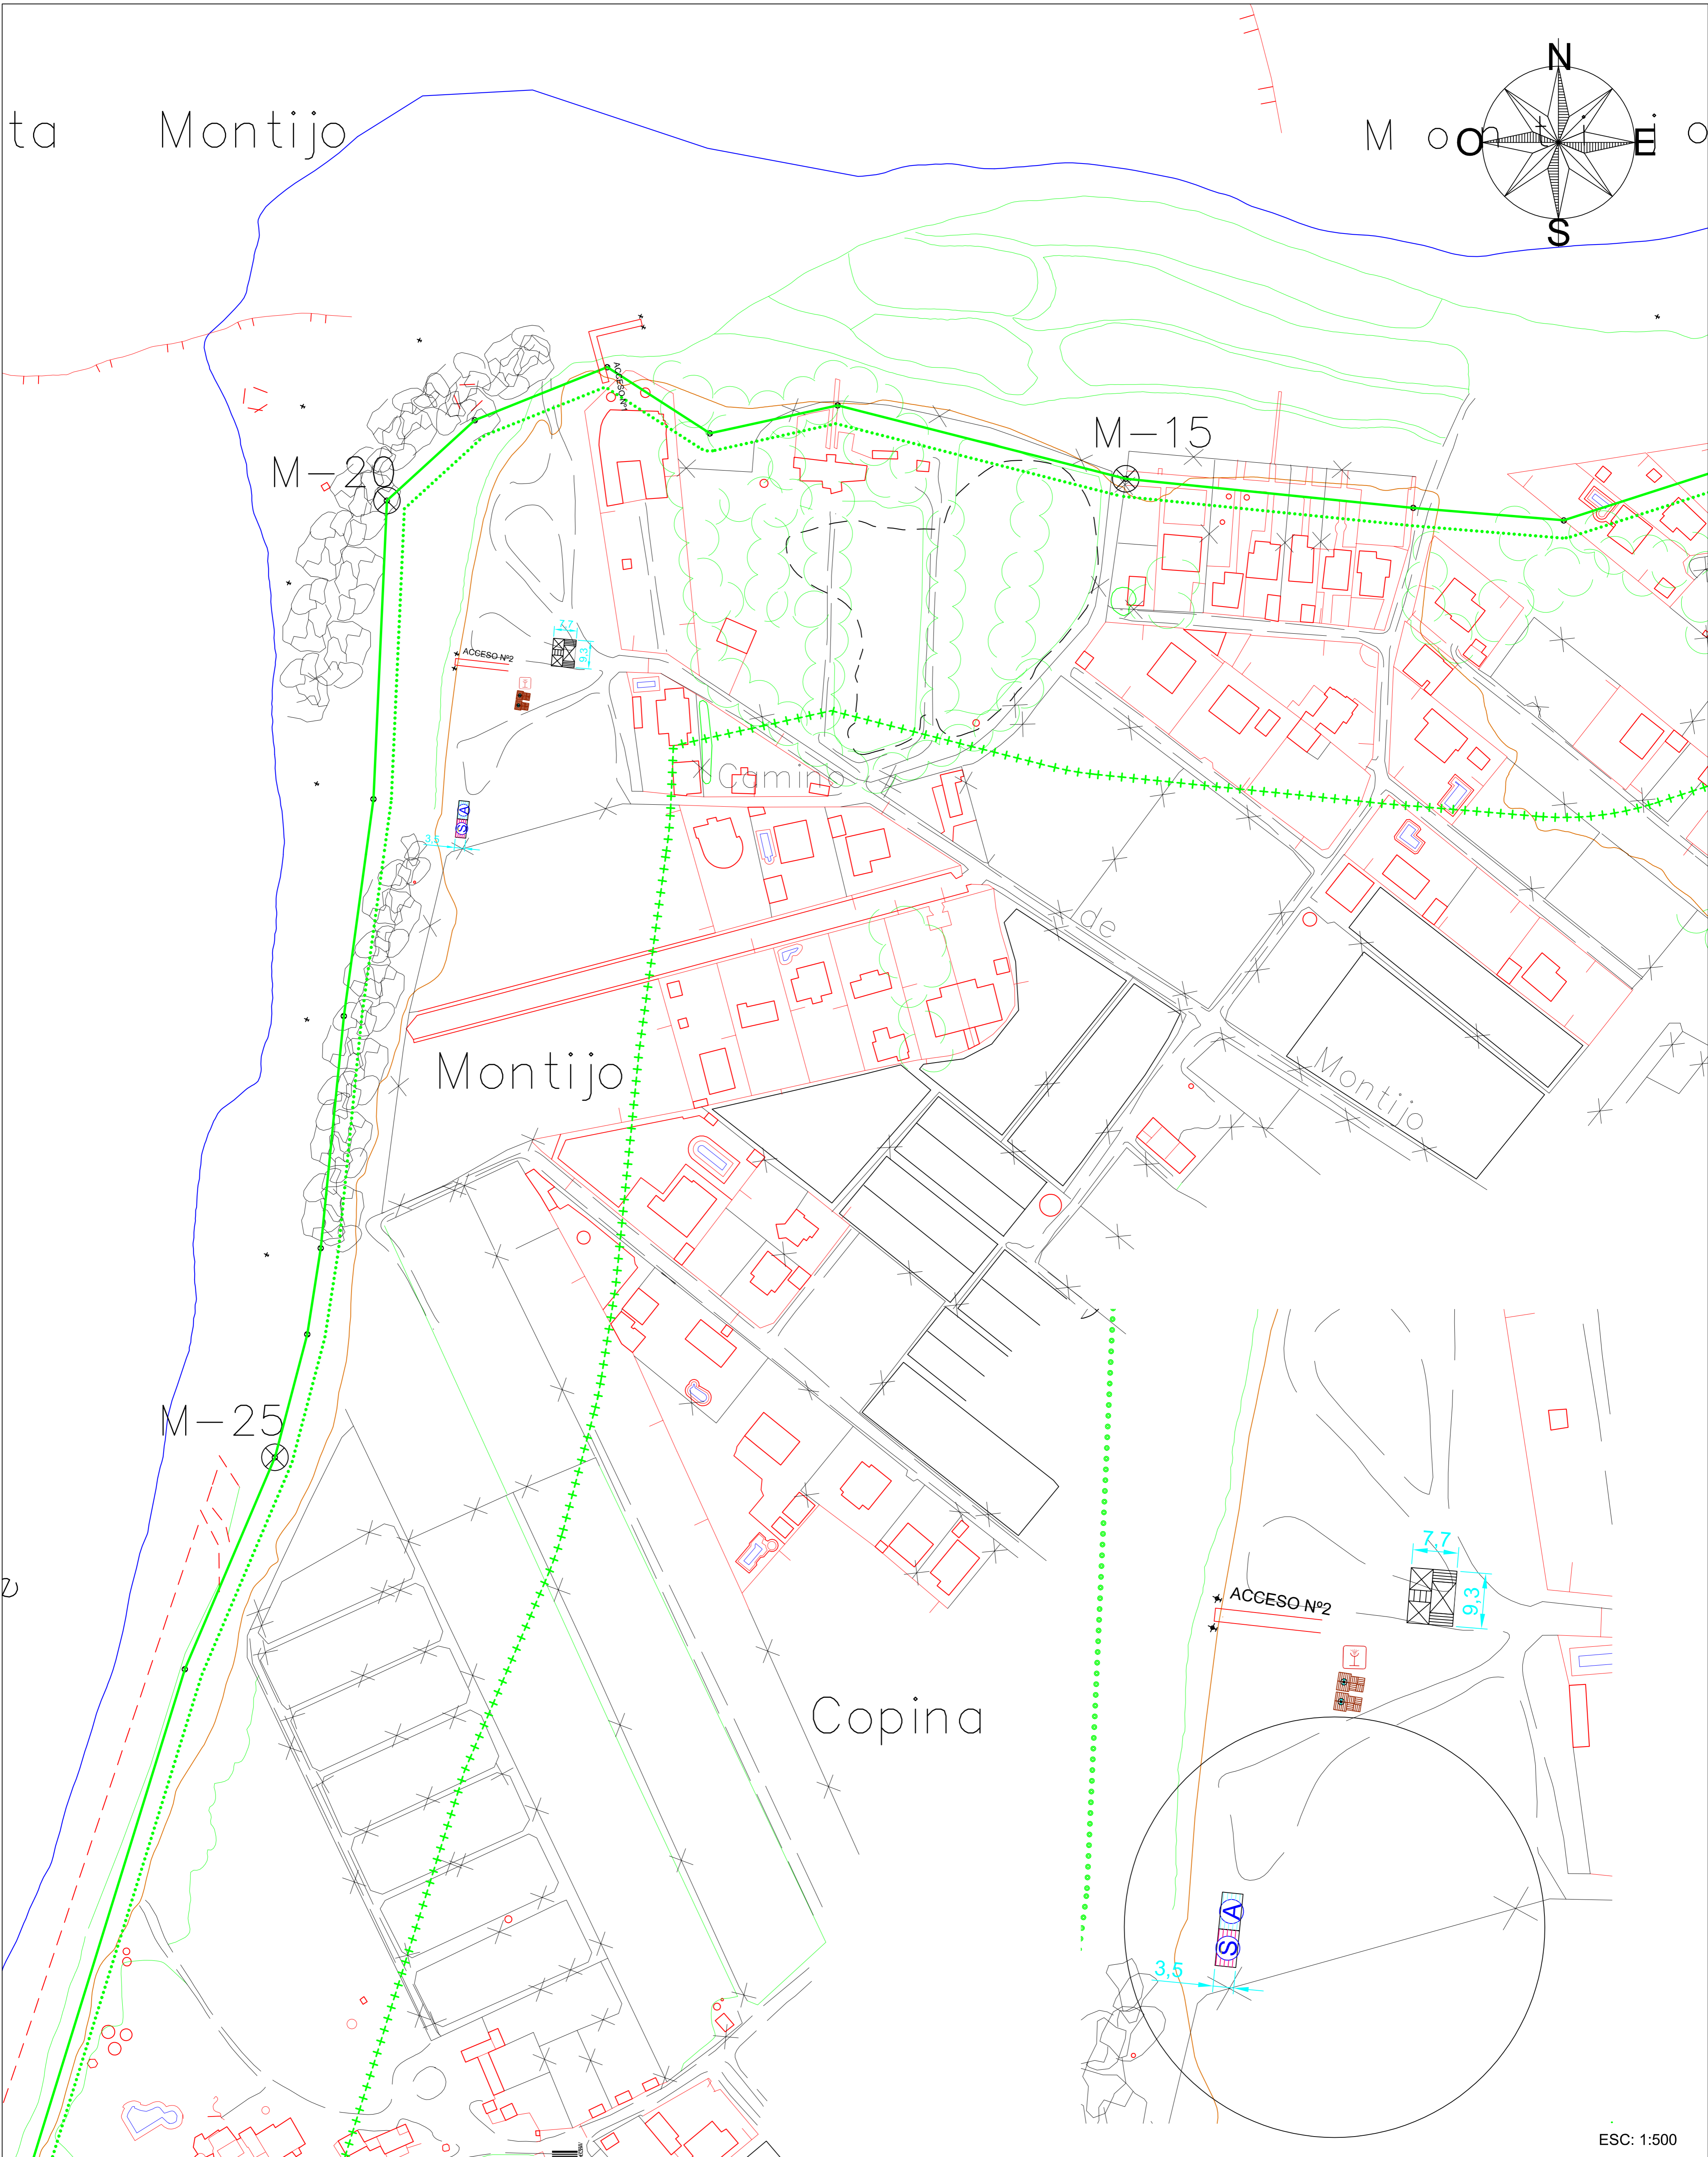 N
ta Montijo
M o n t i j o
O
E
S
ACCESO Nº1
M-15
M-20
7,7
9,3
ACCESO Nº2
Camino
A
S
3,5
de
Montijo
Montijo
M-25
7,7
9,3
ACCESO Nº2
Copina
A
S
3,5
ESC: 1:500